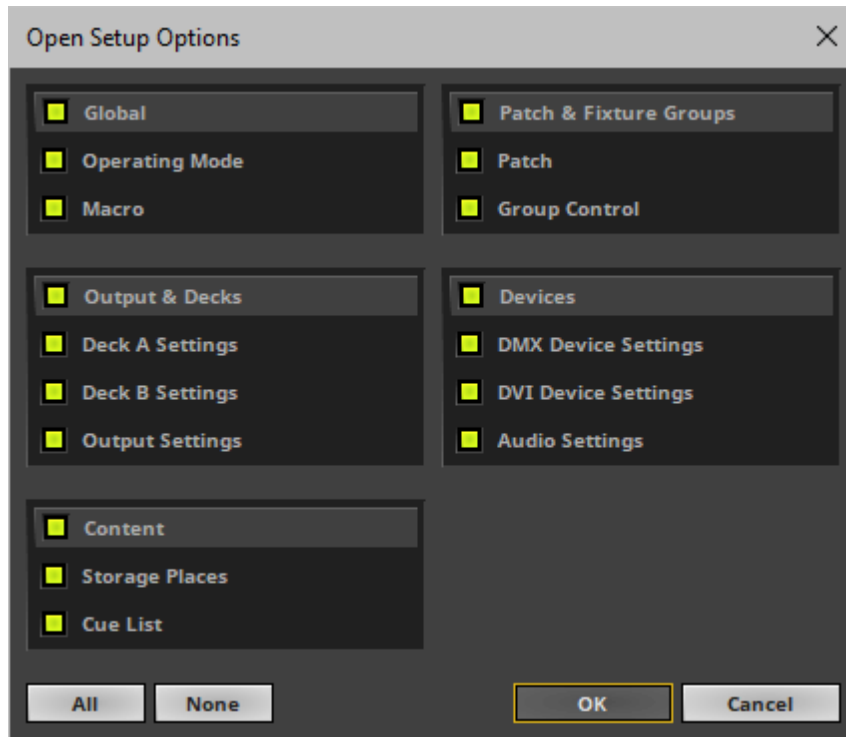 Open Setup Options
Global
Operating Mode
Macro
Patch & Fixture Groups
Patch
Group Control
Output & Decks
Deck A Settings
Deck B Settings
Output Settings
Devices
DMX Device Settings
DVI Device Settings
Audio Settings
Content
Storage Places
Cue List
All
None
OK
Cancel